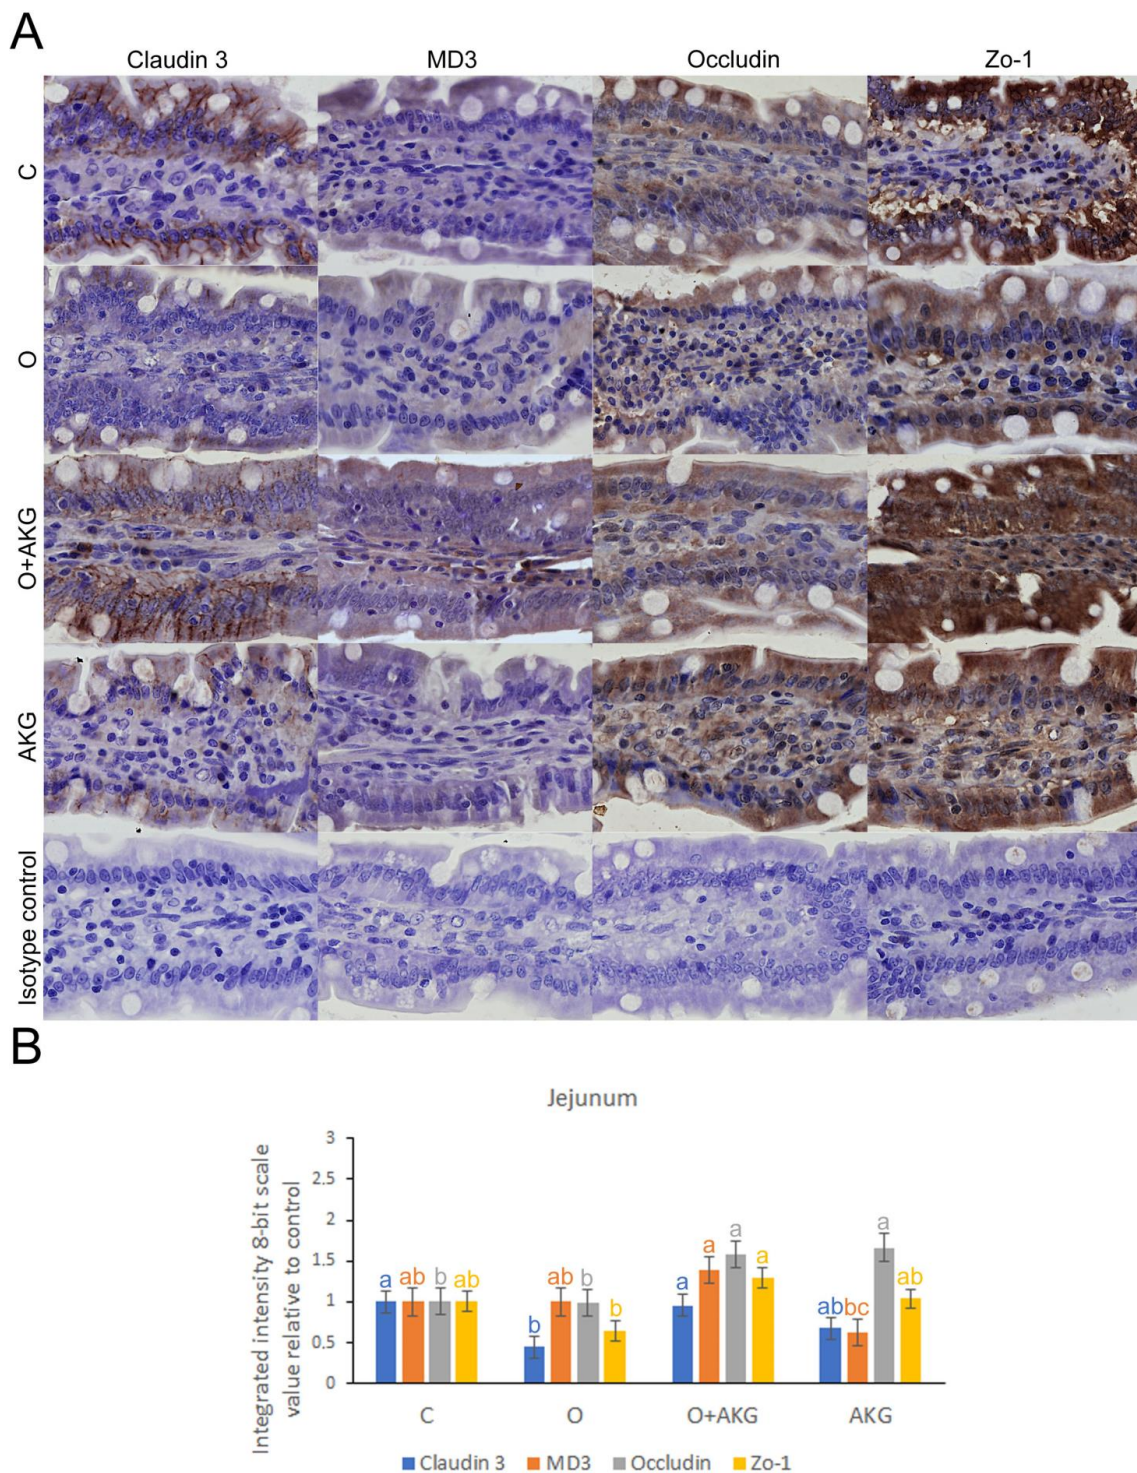 A
Claudin 3 MD3 Occludin Zo-1
C
O
O+AKG
AKG
Isotype control
B
Jejunum
Integrated intensity 8-bit scale
value relative to control
3
2.5
2
1.5
1
0.5
0
a ab b ab
b ab b b
a a a a
ab bc a ab
C O O+AKG AKG
Claudin 3 MD3 Occludin Zo-1